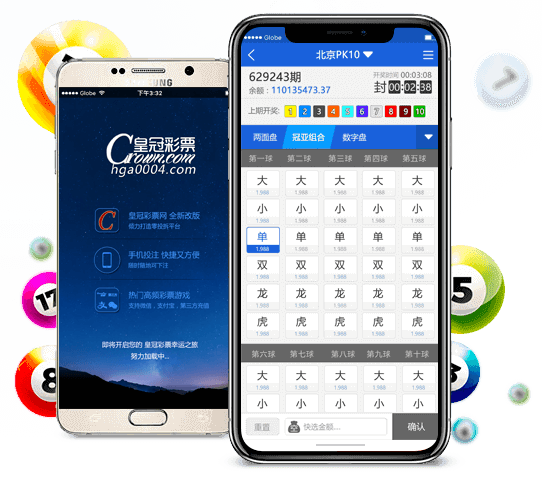 Globe 下午3:32
SAMSUNG
皇冠彩票
Crown.com
hga0004.com
皇冠彩票网 全新改版
倾力打造零投拆平台
手机投注 快捷又方便
随时随地可下注
热门高频彩票游戏
支持微信，支付宝，第三方充值
即将开启您的 皇冠彩票幸运之旅
努力加载中...
Globe
北京PK10
629243期
开奖时间 00:03:08
余额：110135473.37
封 00:02:38
上期开奖: 1 2 3 4 5 6 7 8 9 10
两面盘 冠亚组合 数字盘
第一球 第二球 第三球 第四球 第五球
大 大 大 大 大
1.988 1.988 1.988 1.988 1.988
小 小 小 小 小
1.988 1.988 1.988 1.988 1.988
单 单 单 单 单
1.988 1.988 1.988 1.988 1.988
双 双 双 双 双
1.988 1.988 1.988 1.988 1.988
龙 龙 龙 龙 龙
1.988 1.988 1.988 1.988 1.988
虎 虎 虎 虎 虎
1.988 1.988 1.988 1.988 1.988
第六球 第七球 第八球 第九球 第十球
大 大 大 大 大
1.988 1.988 1.988 1.988 1.988
小 小 小 小 小
重置 快选金额... 确认
17
8
5